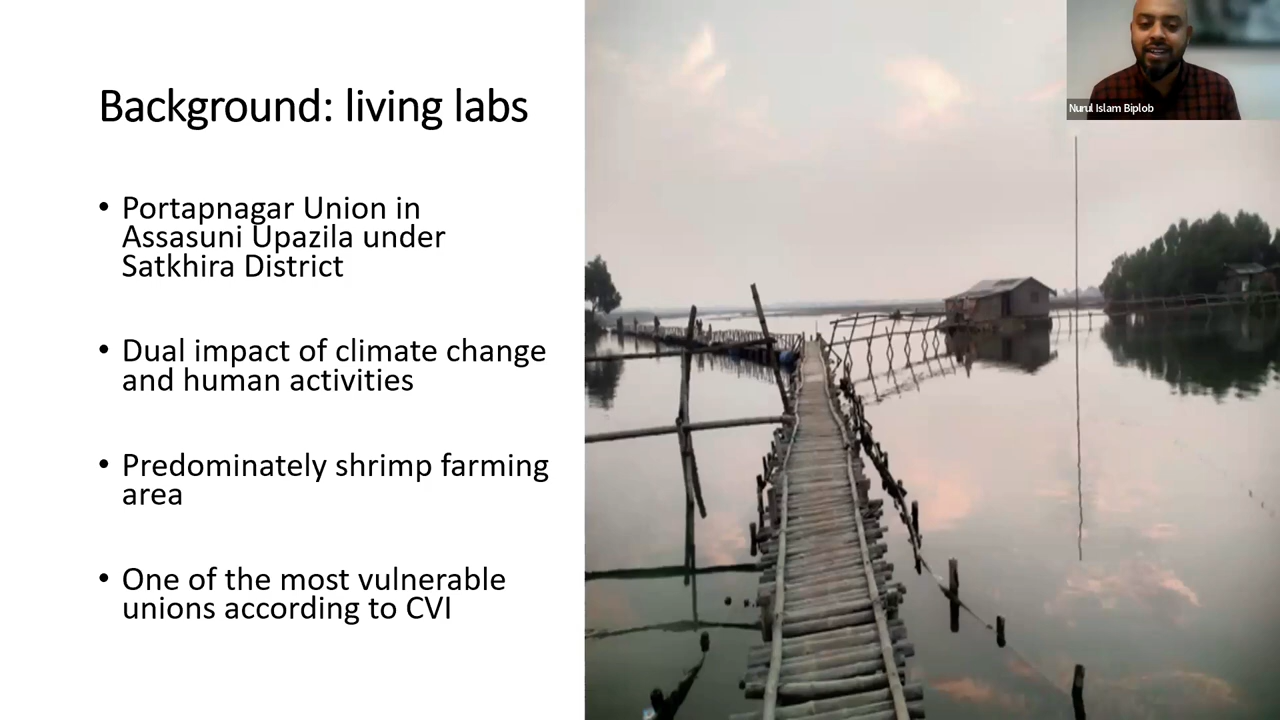 Background: living labs
• Portapnagar Union in
Assasuni Upazila under
Satkhira District
• Dual impact of climate change
and human activities
• Predominately shrimp farming
area
• One of the most vulnerable
unions according to CVI
Nurul Islam Biplob